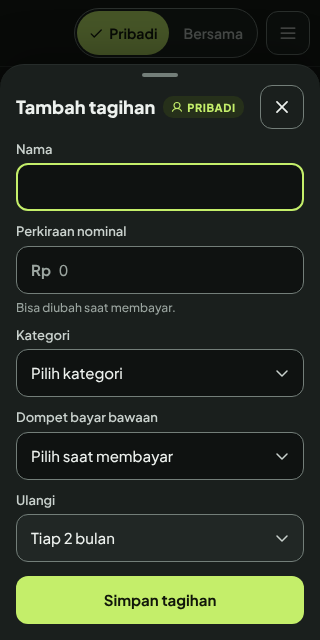 Pribadi
Bersama
Tambah tagihan
PRIBADI
Nama
Perkiraan nominal
Rp 0
Bisa diubah saat membayar.
Kategori
Pilih kategori
Dompet bayar bawaan
Pilih saat membayar
Ulangi
Tiap 2 bulan
Simpan tagihan